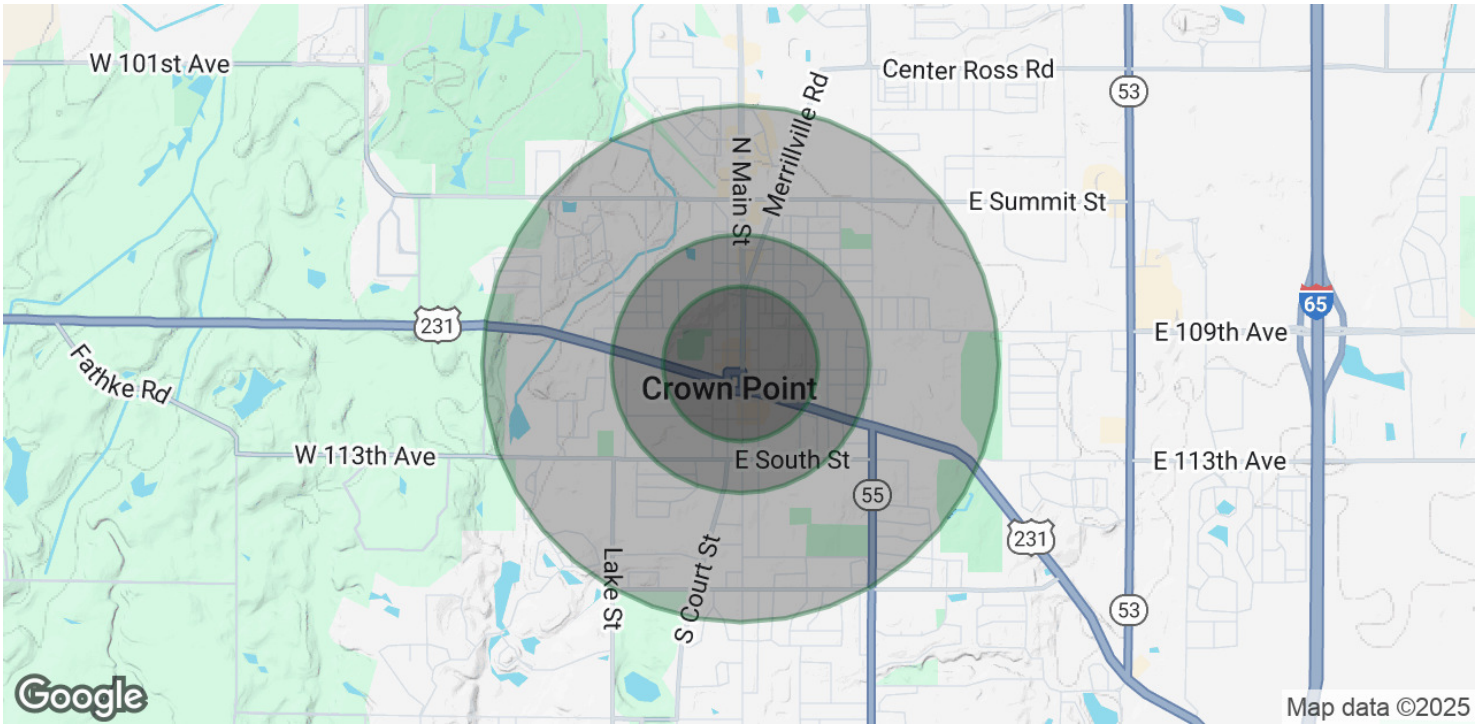 W 101st Ave
Center Ross Rd
53
Merrillville Rd
N Main St
E Summit St
65
231
E 109th Ave
Fathke Rd
Crown Point
W 113th Ave
E South St
E 113th Ave
55
231
Lake St
S Court St
53
Google
Map data ©2025